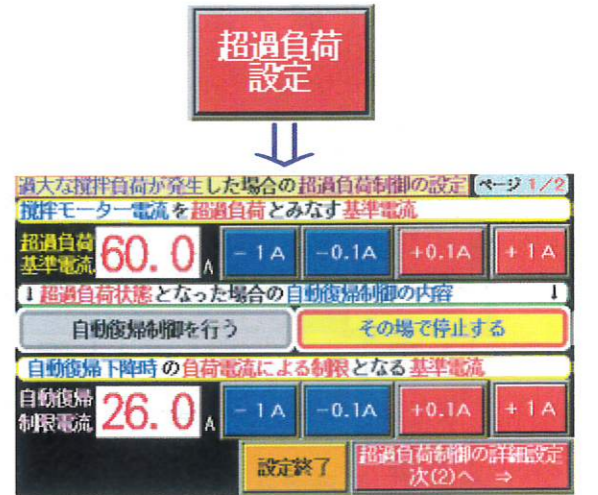 超過負荷
設定
過大な撹拌負荷が発生した場合の超過負荷制御の設定 ページ 1/2
撹拌モーター電流を超過負荷とみなす基準電流
超過負荷
基準電流 60.0 A －1A －0.1A +0.1A +1A
↓超過負荷状態となった場合の自動復帰制御の内容 ↓
自動復帰制御を行う その場で停止する
自動復帰下降時の負荷電流による制限となる基準電流
自動復帰
制限電流 26.0 A －1A －0.1A +0.1A +1A
設定終了 超過負荷制御の詳細設定
次(2)へ ⇒